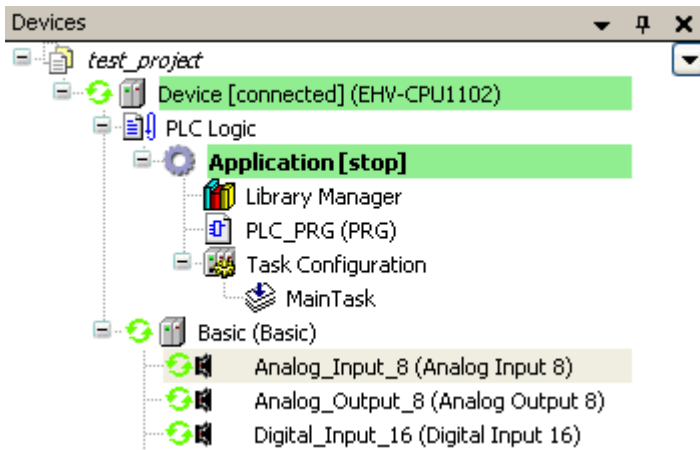 Devices
test_project
Device [connected] (EHV-CPU1102)
PLC Logic
Application [stop]
Library Manager
PLC_PRG (PRG)
Task Configuration
MainTask
Basic (Basic)
Analog_Input_8 (Analog Input 8)
Analog_Output_8 (Analog Output 8)
Digital_Input_16 (Digital Input 16)